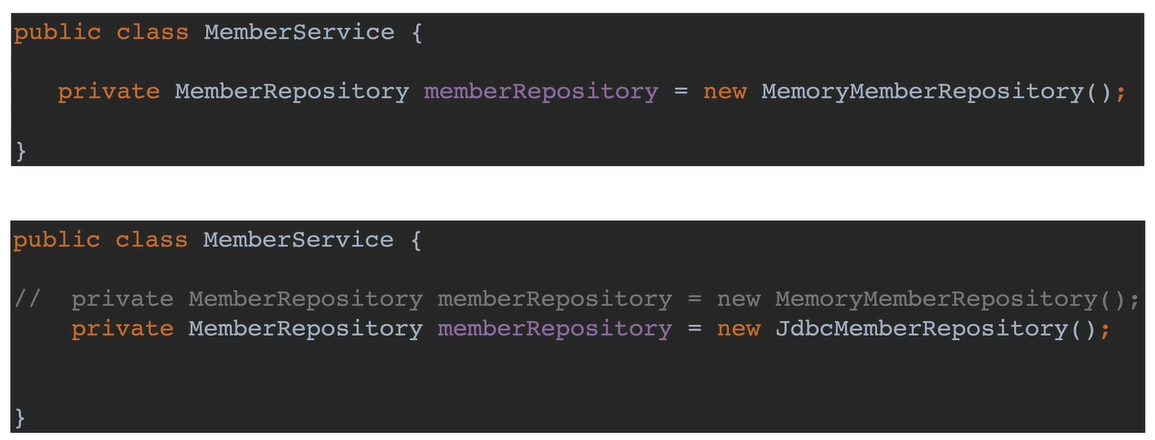 public class MemberService {
private MemberRepository memberRepository = new MemoryMemberRepository();
}
public class MemberService {
//  private MemberRepository memberRepository = new MemoryMemberRepository();
private MemberRepository memberRepository = new JdbcMemberRepository();
}